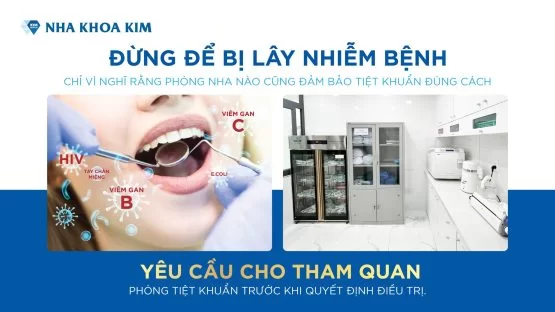 NHA KHOA KIM
ĐỪNG ĐỂ BỊ LÂY NHIỄM BỆNH
CHỈ VÌ NGHĨ RẰNG PHÒNG NHA NÀO CŨNG ĐẢM BẢO TIỆT KHUẨN ĐÚNG CÁCH
VIÊM GAN
C
HIV
TAY CHÂN
MIỆNG
E.COLI
VIÊM GAN
B
YÊU CẦU CHO THAM QUAN
PHÒNG TIỆT KHUẨN TRƯỚC KHI QUYẾT ĐỊNH ĐIỀU TRỊ.